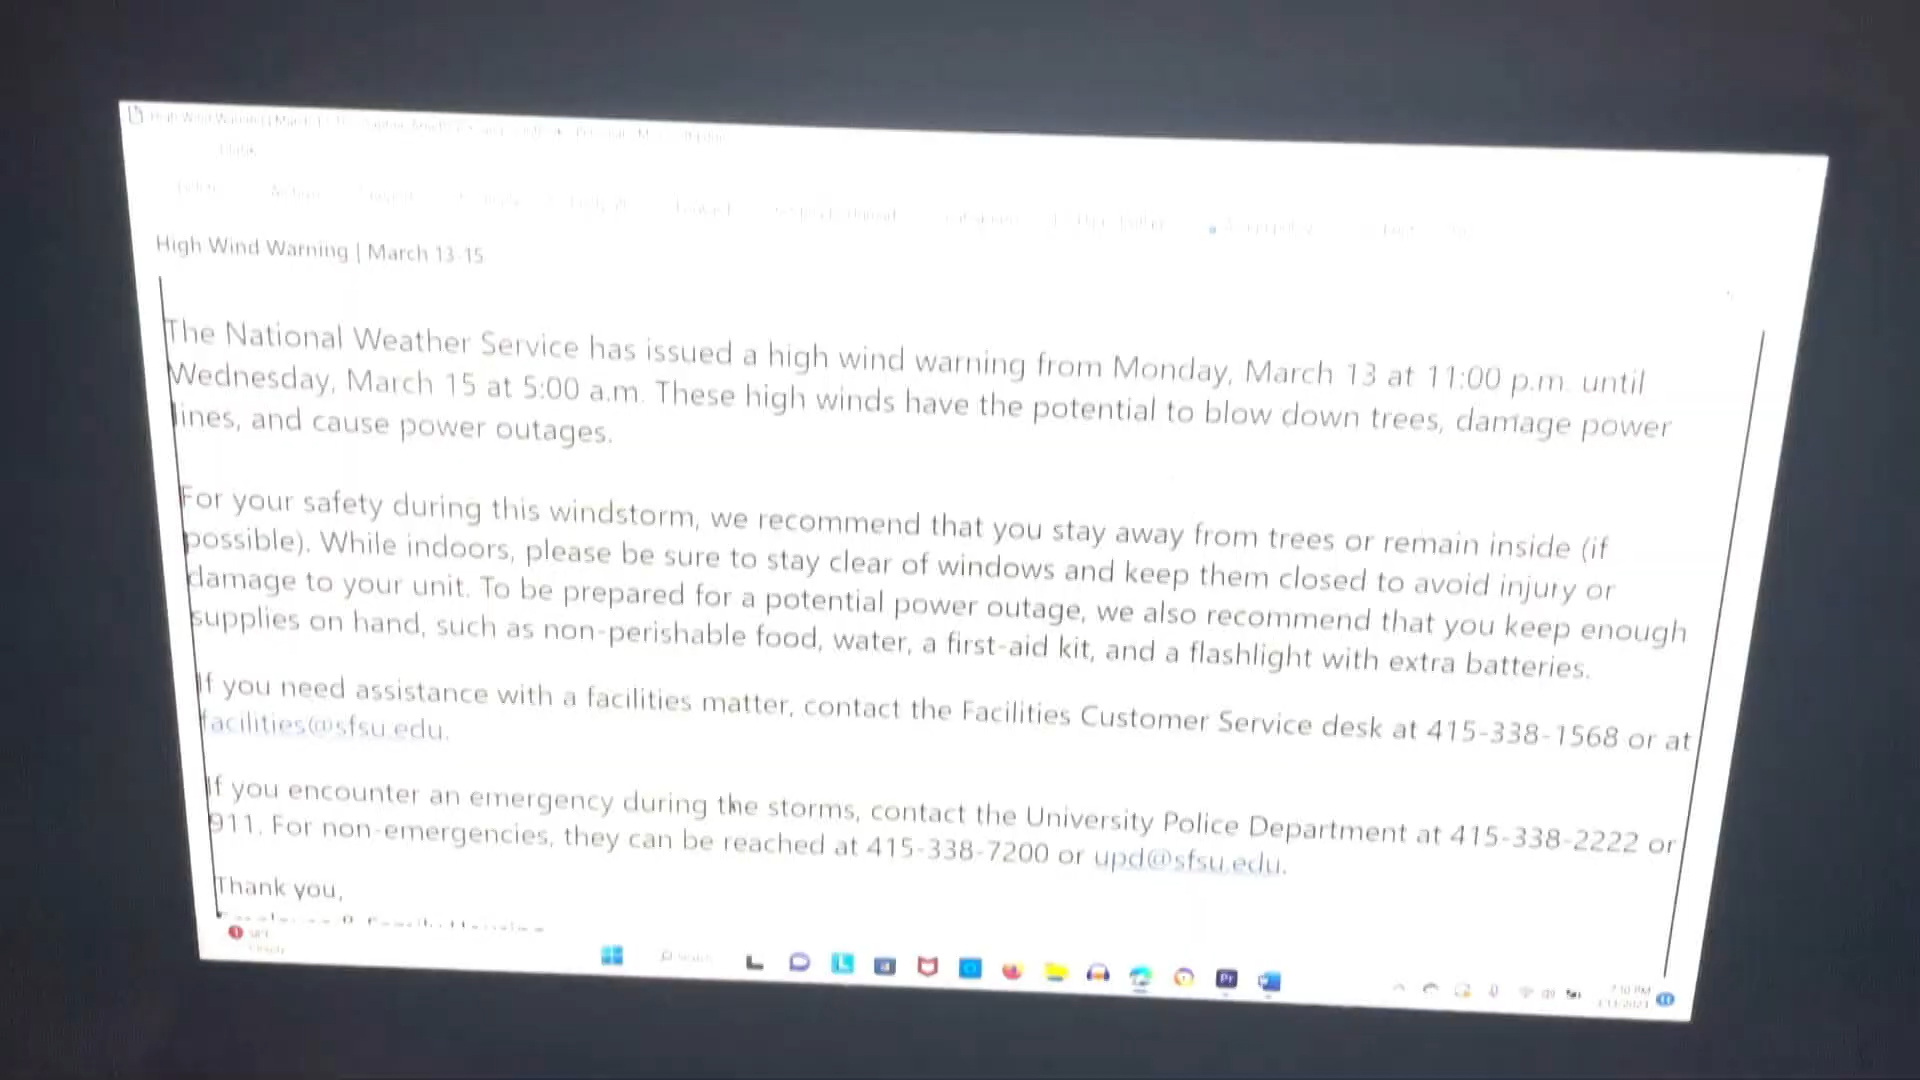 High Wind Warning | March 13-15
The National Weather Service has issued a high wind warning from Monday, March 13 at 11:00 p.m. until
Wednesday, March 15 at 5:00 a.m. These high winds have the potential to blow down trees, damage power
lines, and cause power outages.
For your safety during this windstorm, we recommend that you stay away from trees or remain inside (if
possible). While indoors, please be sure to stay clear of windows and keep them closed to avoid injury or
damage to your unit. To be prepared for a potential power outage, we also recommend that you keep enough
supplies on hand, such as non-perishable food, water, a first-aid kit, and a flashlight with extra batteries.
If you need assistance with a facilities matter, contact the Facilities Customer Service desk at 415-338-1568 or at
facilities@sfsu.edu.
If you encounter an emergency during the storms, contact the University Police Department at 415-338-2222 or
911. For non-emergencies, they can be reached at 415-338-7200 or upd@sfsu.edu.
Thank you,
Search
Pr
7:10 PM